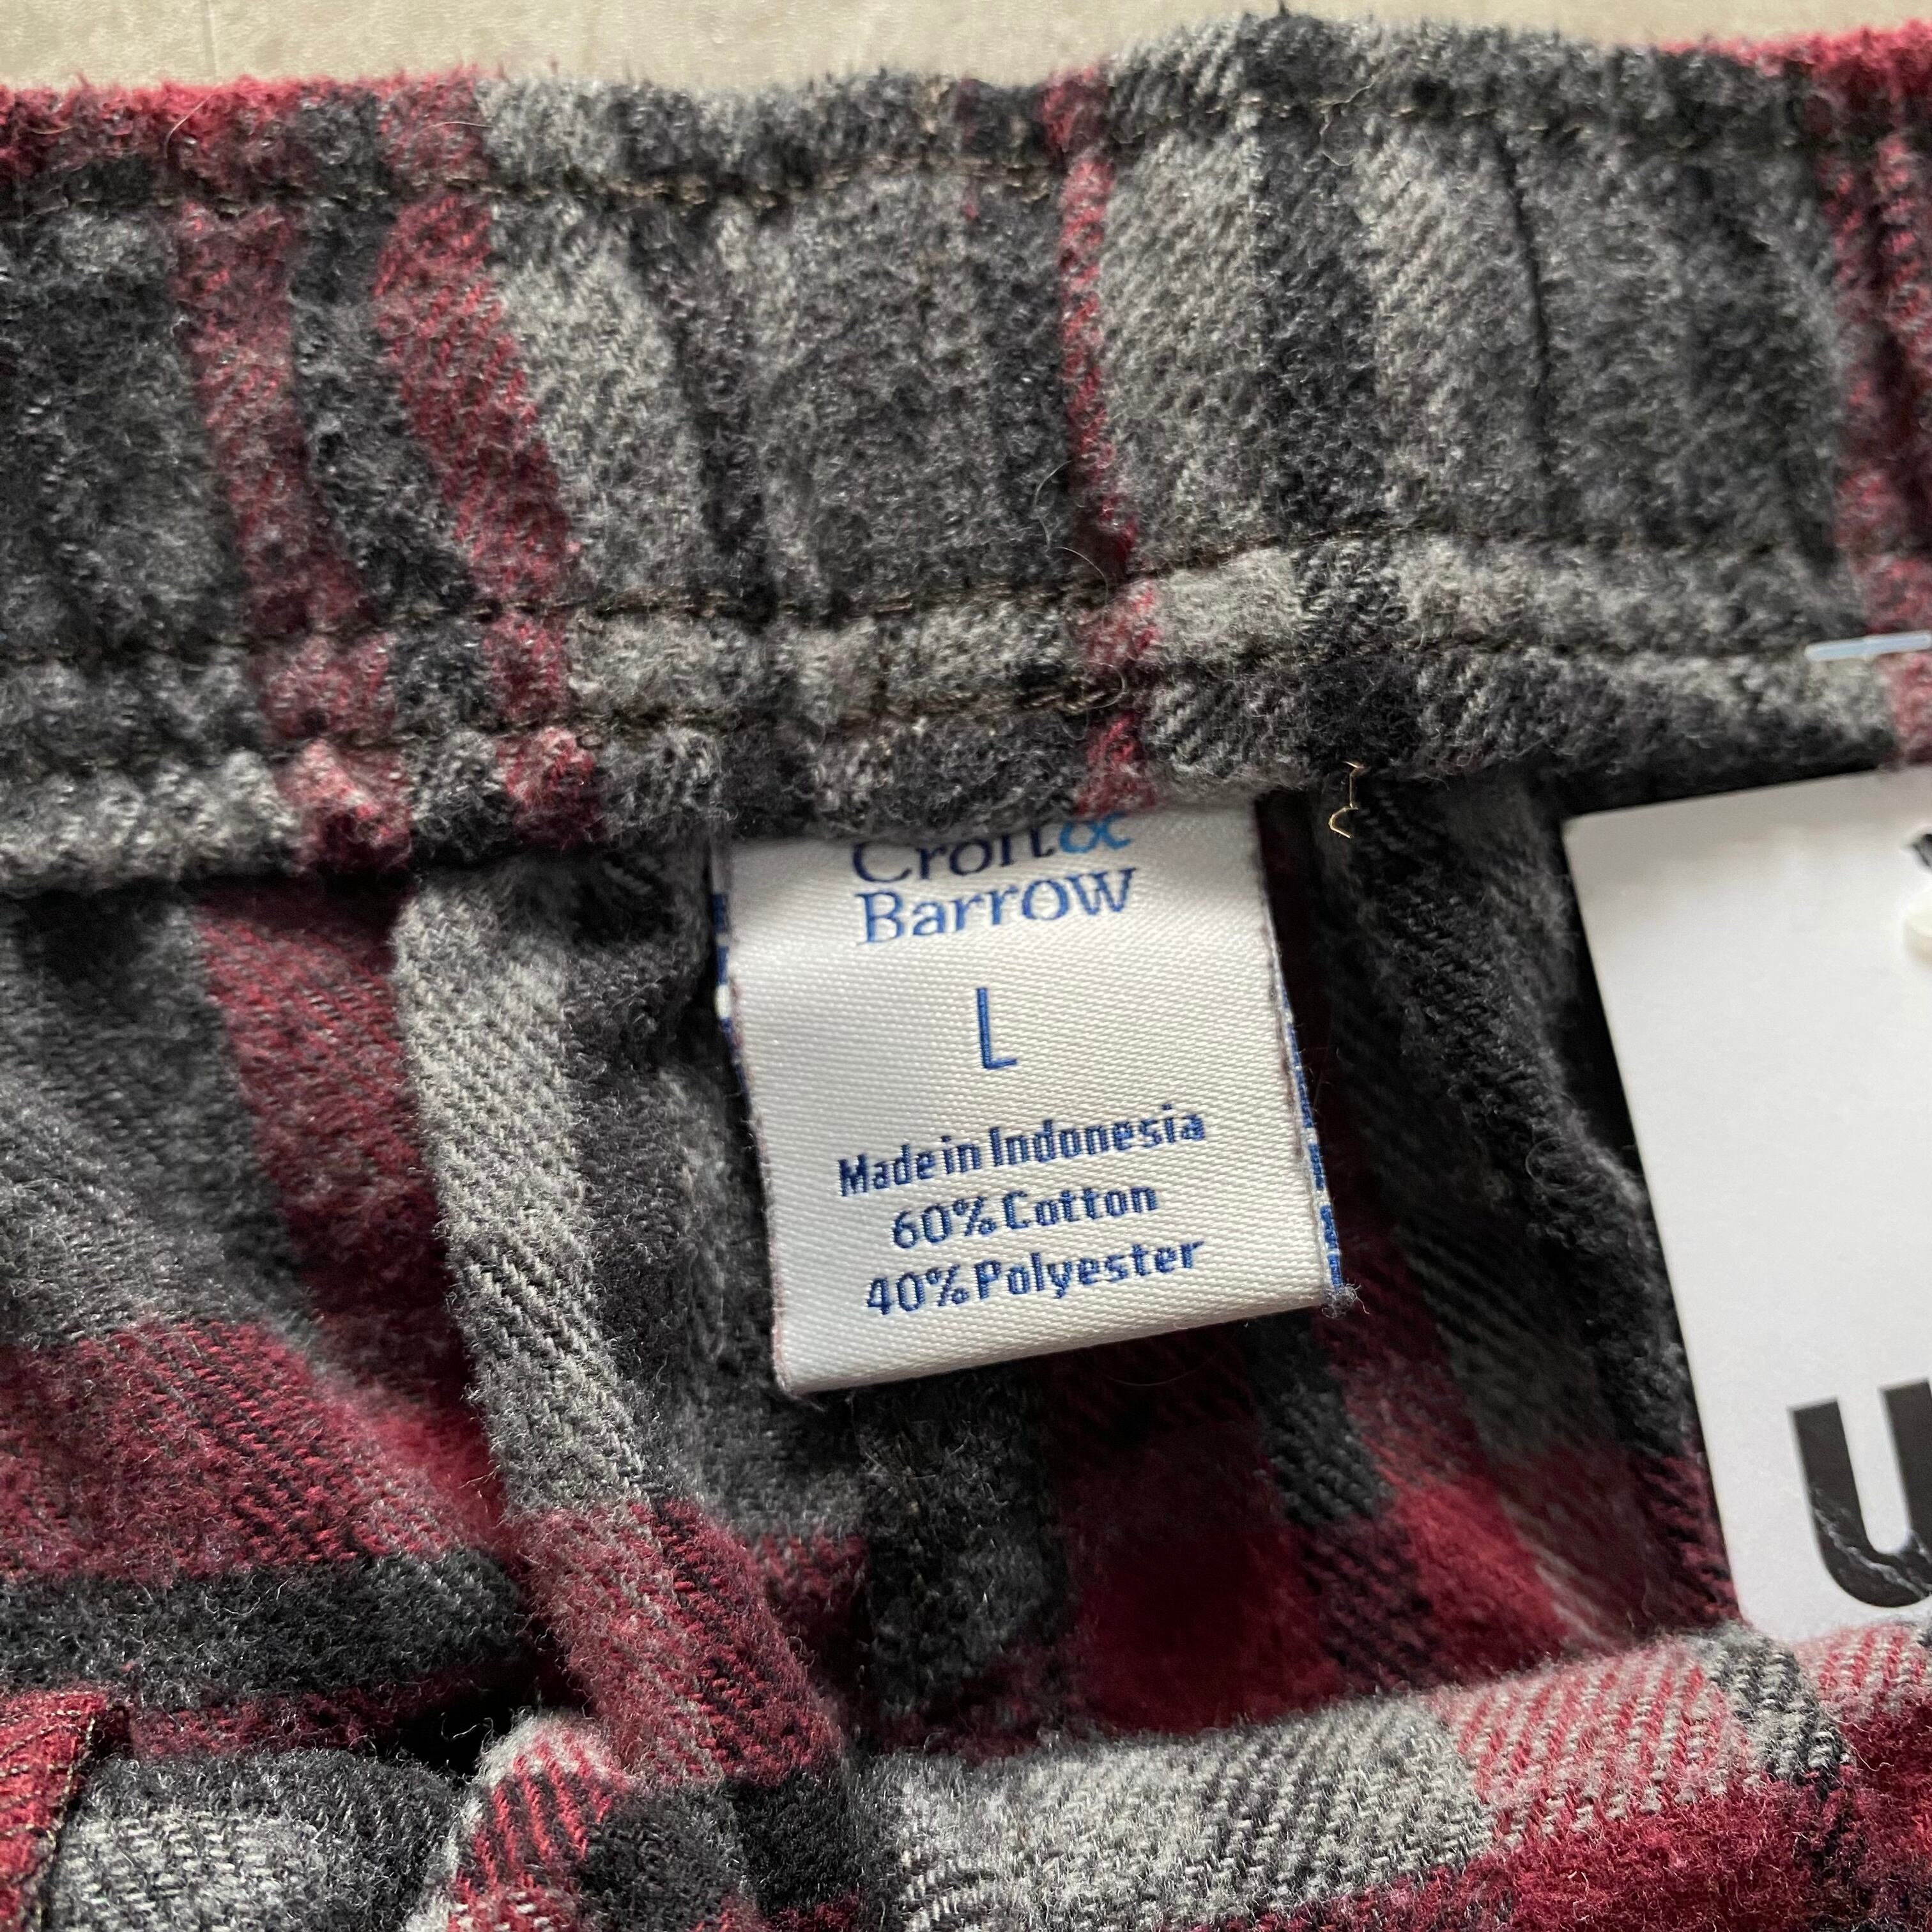 Croft &
Barrow
L
Made in Indonesia
60% Cotton
40% Polyester
U